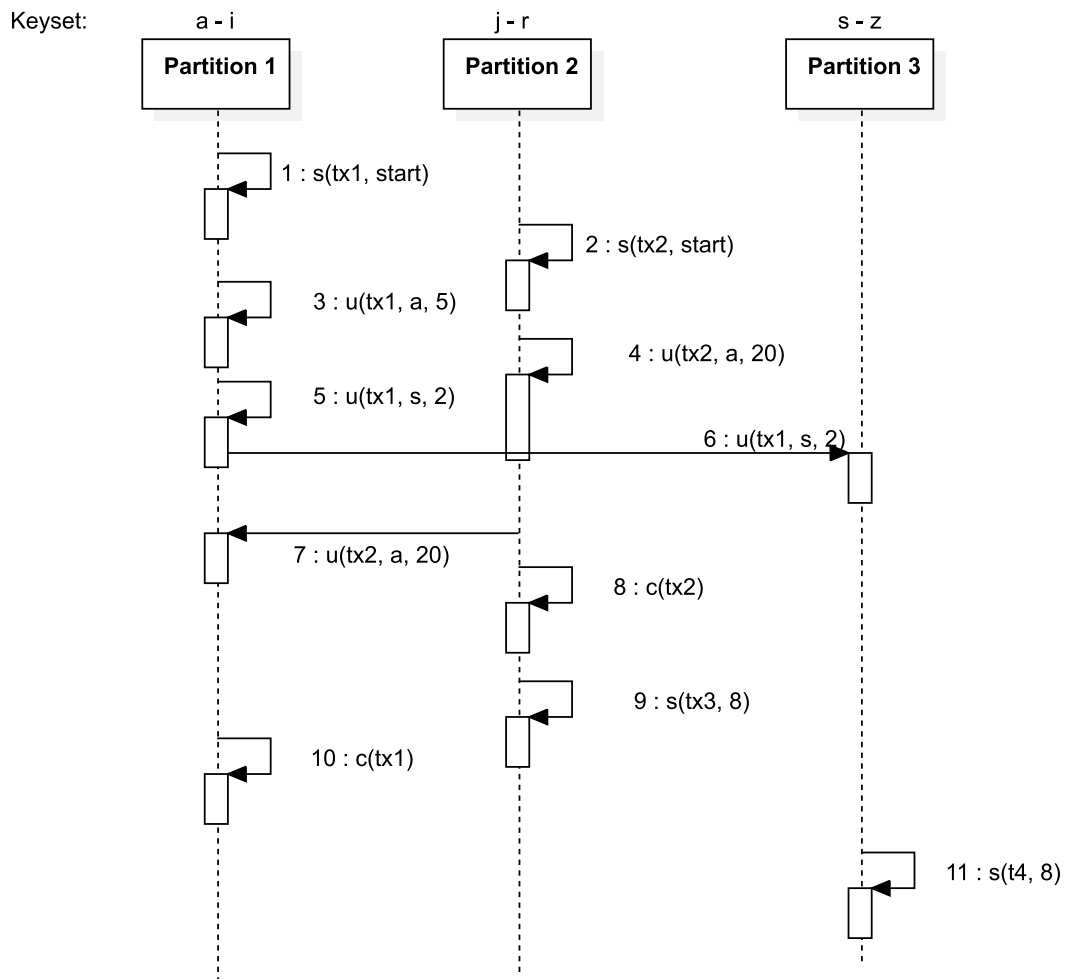 Keyset:
a - i
j - r
s - z
Partition 1
Partition 2
Partition 3
1 : s(tx1, start)
2 : s(tx2, start)
3 : u(tx1, a, 5)
4 : u(tx2, a, 20)
5 : u(tx1, s, 2)
6 : u(tx1, s, 2)
7 : u(tx2, a, 20)
8 : c(tx2)
9 : s(tx3, 8)
10 : c(tx1)
11 : s(t4, 8)